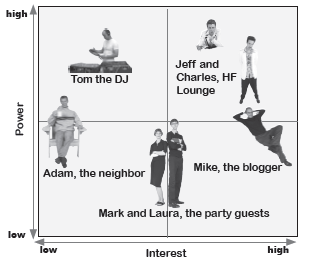 high
Tom the DJ
Jeff and
Charles, HF
Lounge
Power
Adam, the neighbor
Mike, the blogger
Mark and Laura, the party guests
low
low
Interest
high